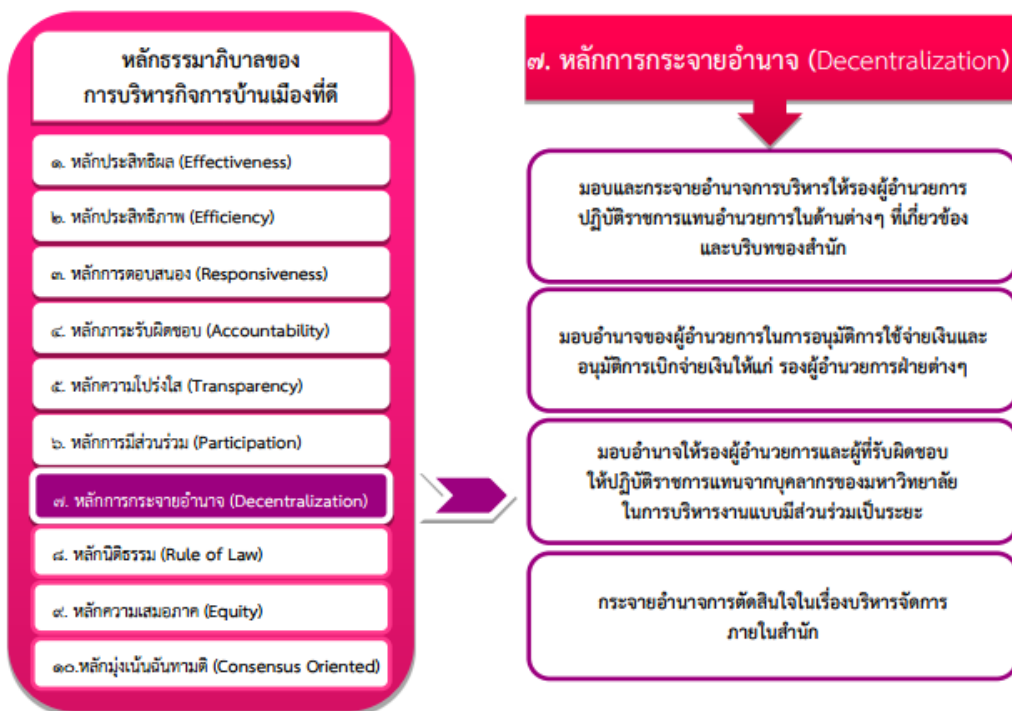 หลักธรรมาภิบาลของ
การบริหารกิจการบ้านเมืองที่ดี
๑. หลักประสิทธิผล (Effectiveness)
๒. หลักประสิทธิภาพ (Efficiency)
๓. หลักการตอบสนอง (Responsiveness)
๔. หลักภาระรับผิดชอบ (Accountability)
๕. หลักความโปร่งใส (Transparency)
๖. หลักการมีส่วนร่วม (Participation)
๗. หลักการกระจายอำนาจ (Decentralization)
๘. หลักนิติธรรม (Rule of Law)
๙. หลักความเสมอภาค (Equity)
๑๐.หลักมุ่งเน้นฉันทามติ (Consensus Oriented)
๗. หลักการกระจายอำนาจ (Decentralization)
มอบและกระจายอำนาจการบริหารให้รองผู้อำนวยการ
ปฏิบัติราชการแทนอำนวยการในด้านต่างๆ ที่เกี่ยวข้อง
และบริบทของสำนัก
มอบอำนาจของผู้อำนวยการในการอนุมัติการใช้จ่ายเงินและ
อนุมัติการเบิกจ่ายเงินให้แก่ รองผู้อำนวยการฝ่ายต่างๆ
มอบอำนาจให้รองผู้อำนวยการและผู้ที่รับผิดชอบ
ให้ปฏิบัติราชการแทนจากบุคลากรของมหาวิทยาลัย
ในการบริหารงานแบบมีส่วนร่วมเป็นระยะ
กระจายอำนาจการตัดสินใจในเรื่องบริหารจัดการ
ภายในสำนัก